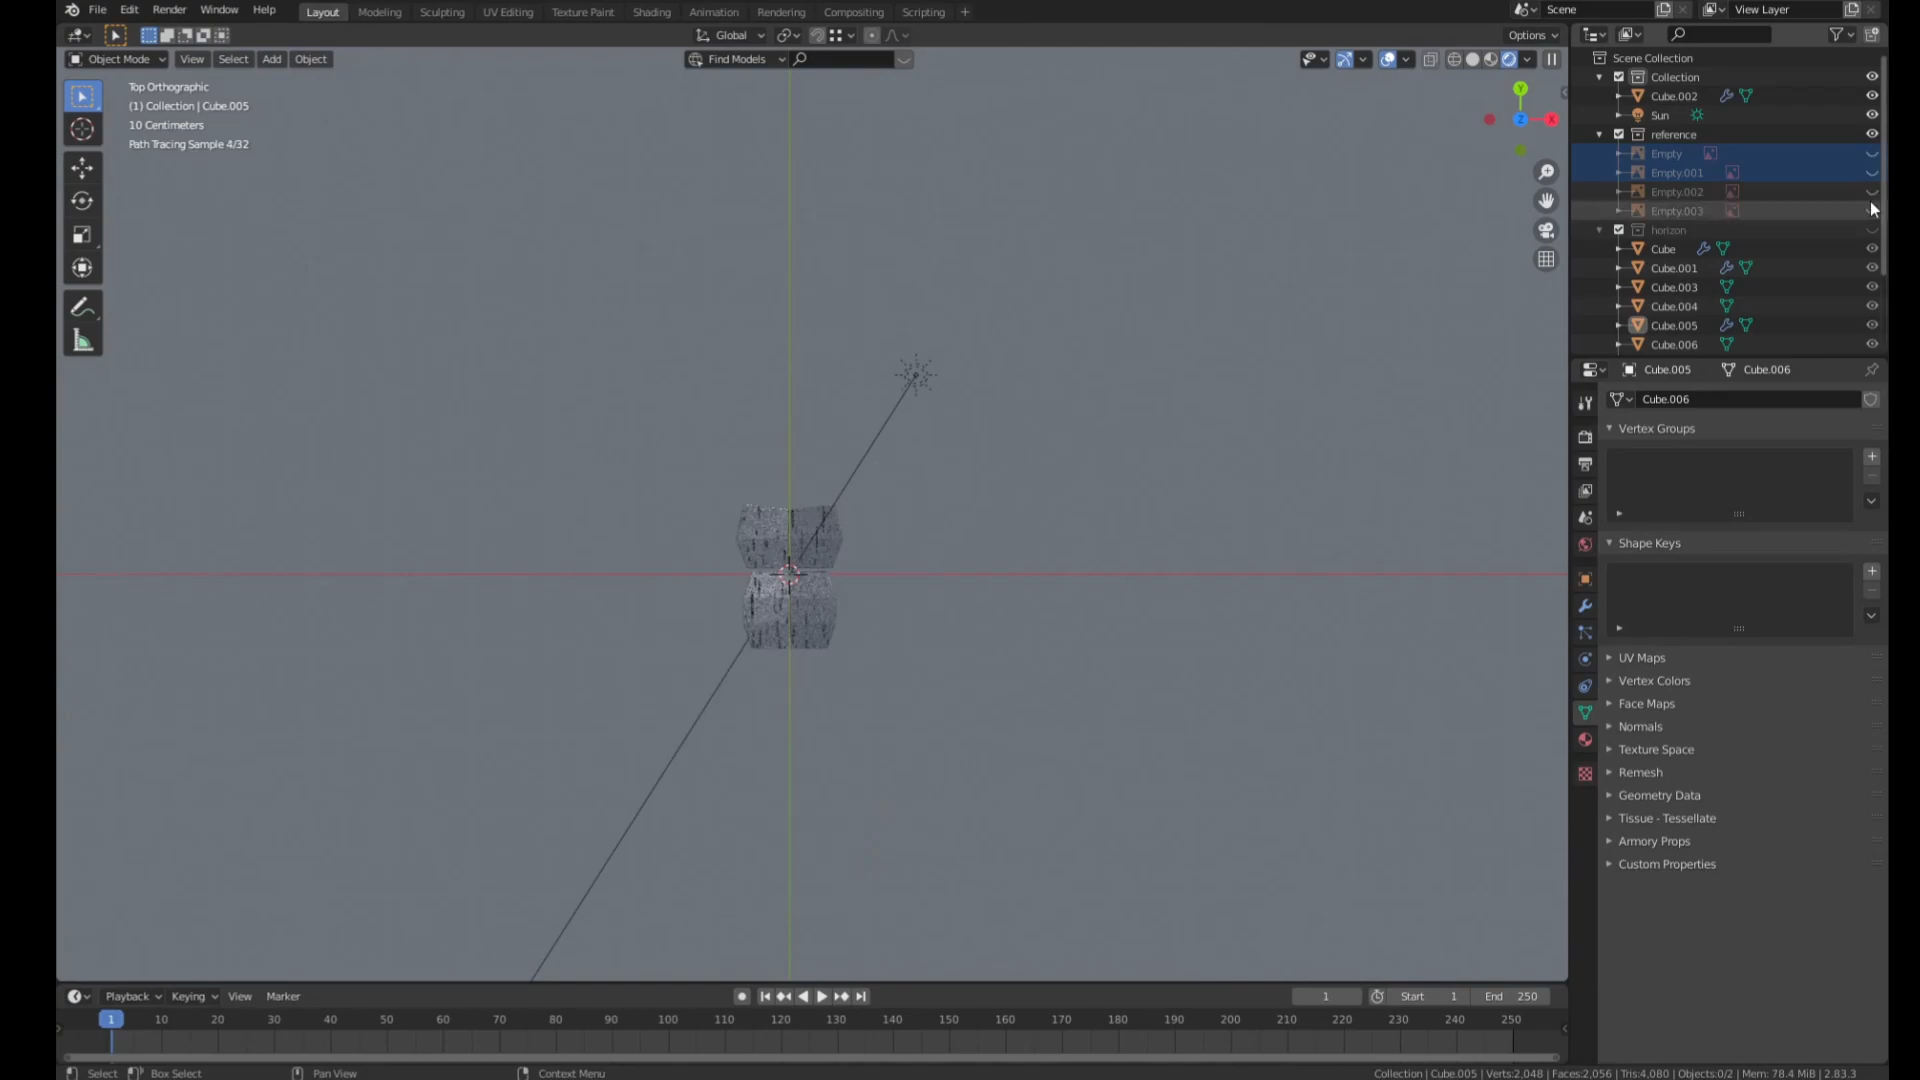 File Edit Render Window Help Layout Modeling Sculpting UV Editing Texture Paint Shading Animation Rendering Compositing Scripting + Scene View Layer
Global Options
Object Mode View Select Add Object Find Models
Top Orthographic
(1) Collection | Cube.005
10 Centimeters
Path Tracing Sample 4/32
Y
Z
X
Scene Collection
Collection
Cube.002
Sun
reference
Empty
Empty.001
Empty.002
Empty.003
horizon
Cube
Cube.001
Cube.003
Cube.004
Cube.005
Cube.006
Cube.005 Cube.006
Cube.006
Vertex Groups
Shape Keys
UV Maps
Vertex Colors
Face Maps
Normals
Texture Space
Remesh
Geometry Data
Tissue - Tessellate
Armory Props
Custom Properties
Playback Keying View Marker 1 Start 1 End 250
1 10 20 30 40 50 60 70 80 90 100 110 120 130 140 150 160 170 180 190 200 210 220 230 240 250
Select Box Select Pan View Context Menu Collection | Cube.005 | Verts:2,048 | Faces:2,056 | Tris:4,080 | Objects:0/2 | Mem: 78.4 MiB | 2.83.3